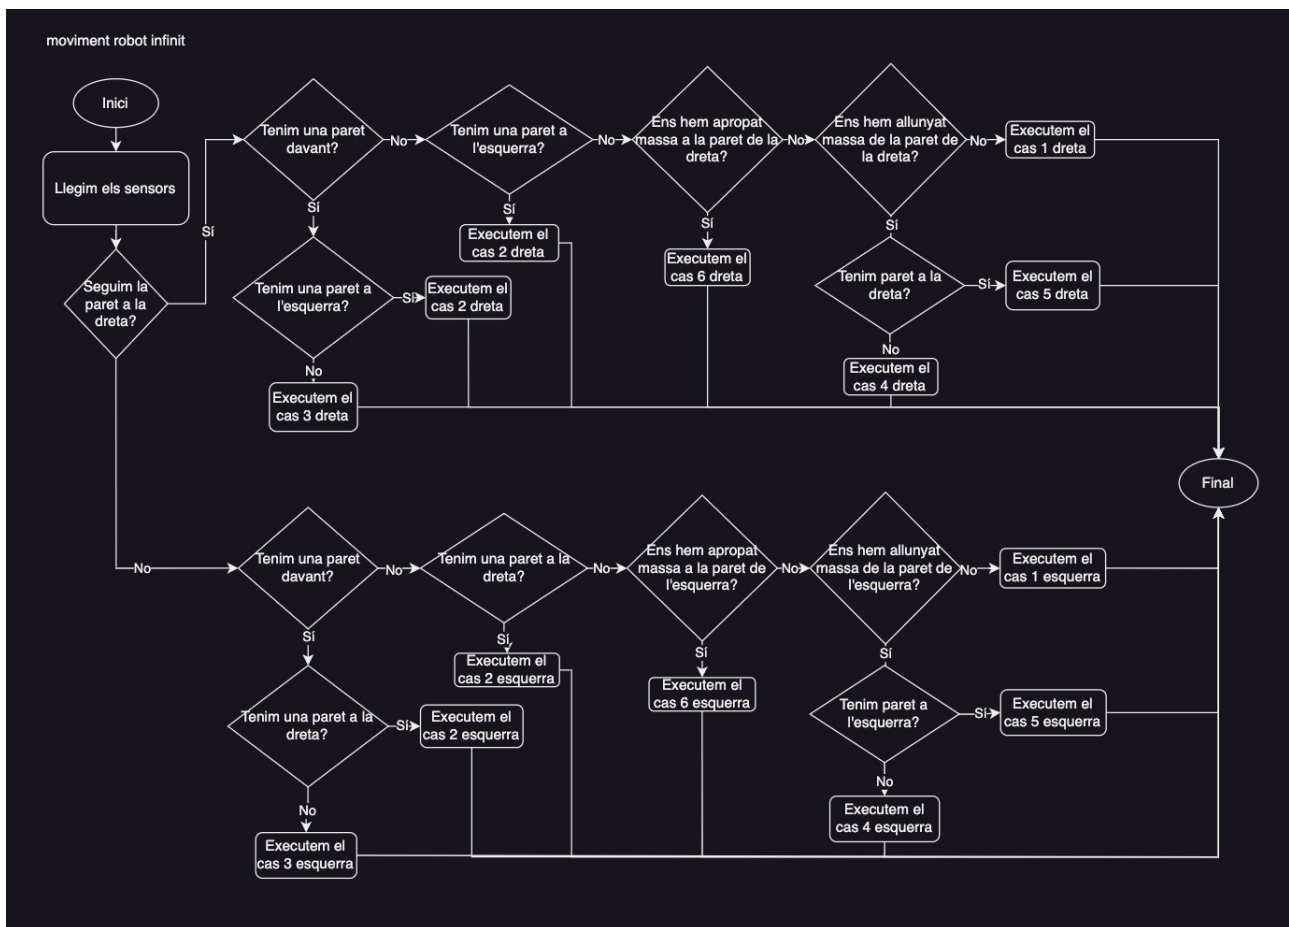 moviment robot infinit
Inici
Llegim els sensors
Seguim la
paret a la
dreta?
Sí
Tenim una paret
davant?
No
Tenim una paret a
l'esquerra?
No
Ens hem apropat
massa a la paret de la
dreta?
No
Ens hem allunyat
massa de la paret de
la dreta?
No
Executem el
cas 1 dreta
Sí
Sí
Executem el
cas 2 dreta
Sí
Executem el
cas 6 dreta
Sí
Tenim una paret a
l'esquerra?
Sí
Executem el
cas 2 dreta
Tenim paret a la
dreta?
Sí
Executem el
cas 5 dreta
No
Executem el
cas 3 dreta
No
Executem el
cas 4 dreta
Final
No
Tenim una paret
davant?
No
Tenim una paret a la
dreta?
No
Ens hem apropat
massa a la paret de
l'esquerra?
No
Ens hem allunyat
massa de la paret de
l'esquerra?
No
Executem el
cas 1 esquerra
Sí
Sí
Executem el
cas 2 esquerra
Sí
Executem el
cas 6 esquerra
Sí
Tenim una paret a la
dreta?
Sí
Executem el
cas 2 esquerra
Tenim paret a
l'esquerra?
Sí
Executem el
cas 5 esquerra
No
Executem el
cas 3 esquerra
No
Executem el
cas 4 esquerra